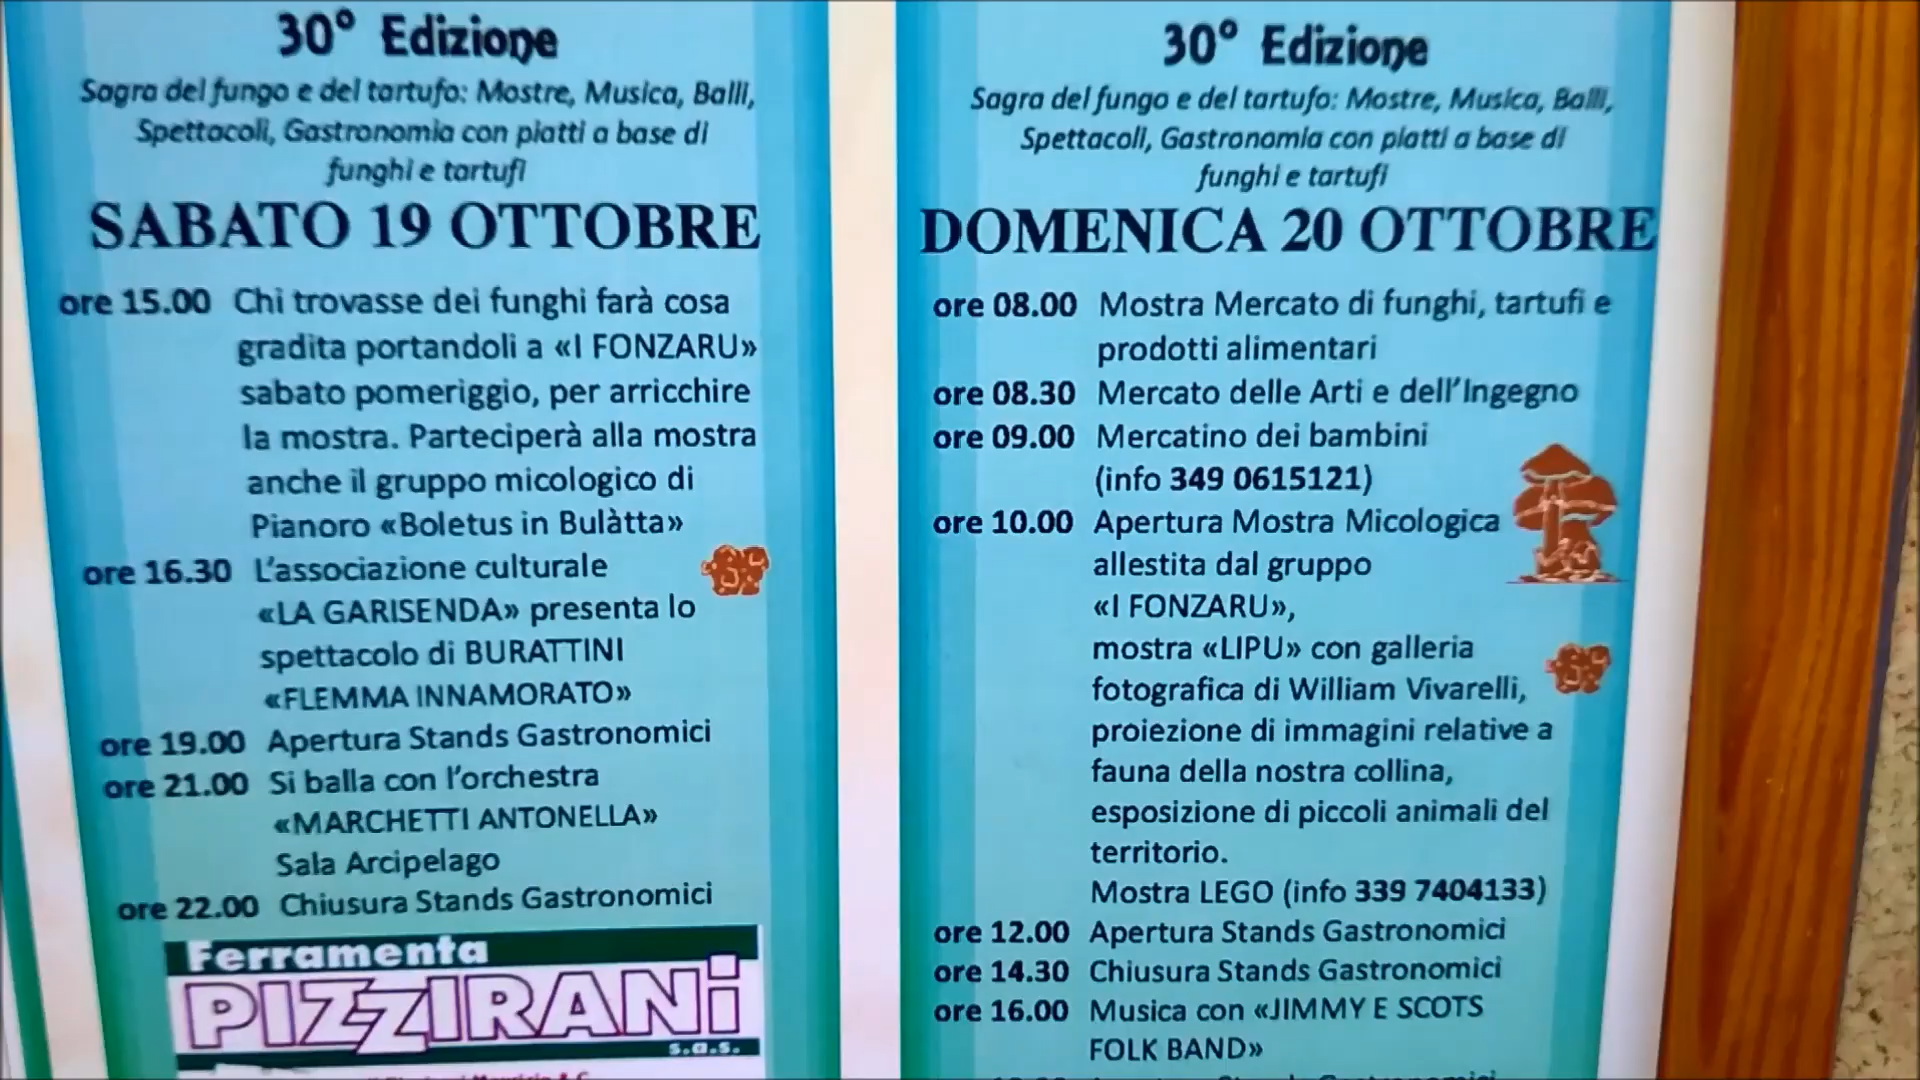 30° Edizione
Sagra del fungo e del tartufo: Mostre, Musica, Balli,
Spettacoli, Gastronomia con piatti a base di
funghi e tartufi
SABATO 19 OTTOBRE
ore 15.00 Chi trovasse dei funghi farà cosa
gradita portandoli a «I FONZARU»
sabato pomeriggio, per arricchire
la mostra. Parteciperà alla mostra
anche il gruppo micologico di
Pianoro «Boletus in Bulàtta»
ore 16.30 L'associazione culturale
«LA GARISENDA» presenta lo
spettacolo di BURATTINI
«FLEMMA INNAMORATO»
ore 19.00 Apertura Stands Gastronomici
ore 21.00 Si balla con l'orchestra
«MARCHETTI ANTONELLA»
Sala Arcipelago
ore 22.00 Chiusura Stands Gastronomici
Ferramenta
PIZZIRANi
s.a.s.
30° Edizione
Sagra del fungo e del tartufo: Mostre, Musica, Balli,
Spettacoli, Gastronomia con piatti a base di
funghi e tartufi
DOMENICA 20 OTTOBRE
ore 08.00 Mostra Mercato di funghi, tartufi e
prodotti alimentari
ore 08.30 Mercato delle Arti e dell'Ingegno
ore 09.00 Mercatino dei bambini
(info 349 0615121)
ore 10.00 Apertura Mostra Micologica
allestita dal gruppo
«I FONZARU»,
mostra «LIPU» con galleria
fotografica di William Vivarelli,
proiezione di immagini relative a
fauna della nostra collina,
esposizione di piccoli animali del
territorio.
Mostra LEGO (info 339 7404133)
ore 12.00 Apertura Stands Gastronomici
ore 14.30 Chiusura Stands Gastronomici
ore 16.00 Musica con «JIMMY E SCOTS
FOLK BAND»